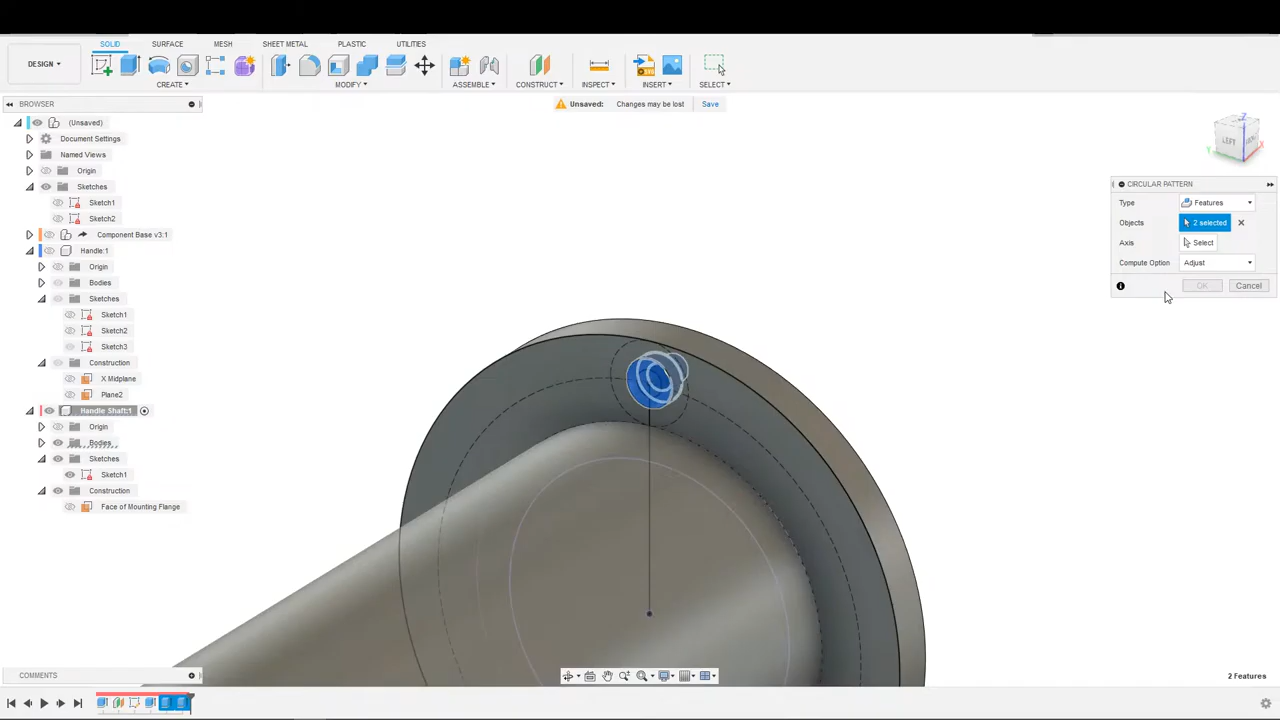 SOLID SURFACE MESH SHEET METAL PLASTIC UTILITIES
DESIGN
CREATE MODIFY ASSEMBLE CONSTRUCT INSPECT INSERT SELECT
BROWSER
Unsaved: Changes may be lost Save
(Unsaved)
Document Settings
Named Views
Origin
Sketches
Sketch1
Sketch2
Component Base v3:1
Handle:1
Origin
Bodies
Sketches
Sketch1
Sketch2
Sketch3
Construction
X Midplane
Plane2
Handle Shaft:1
Origin
Bodies
Sketches
Sketch1
Construction
Face of Mounting Flange
Z
LEFT
Y
X
CIRCULAR PATTERN
Type Features
Objects 2 selected
Axis Select
Compute Option Adjust
OK Cancel
COMMENTS
2 Features